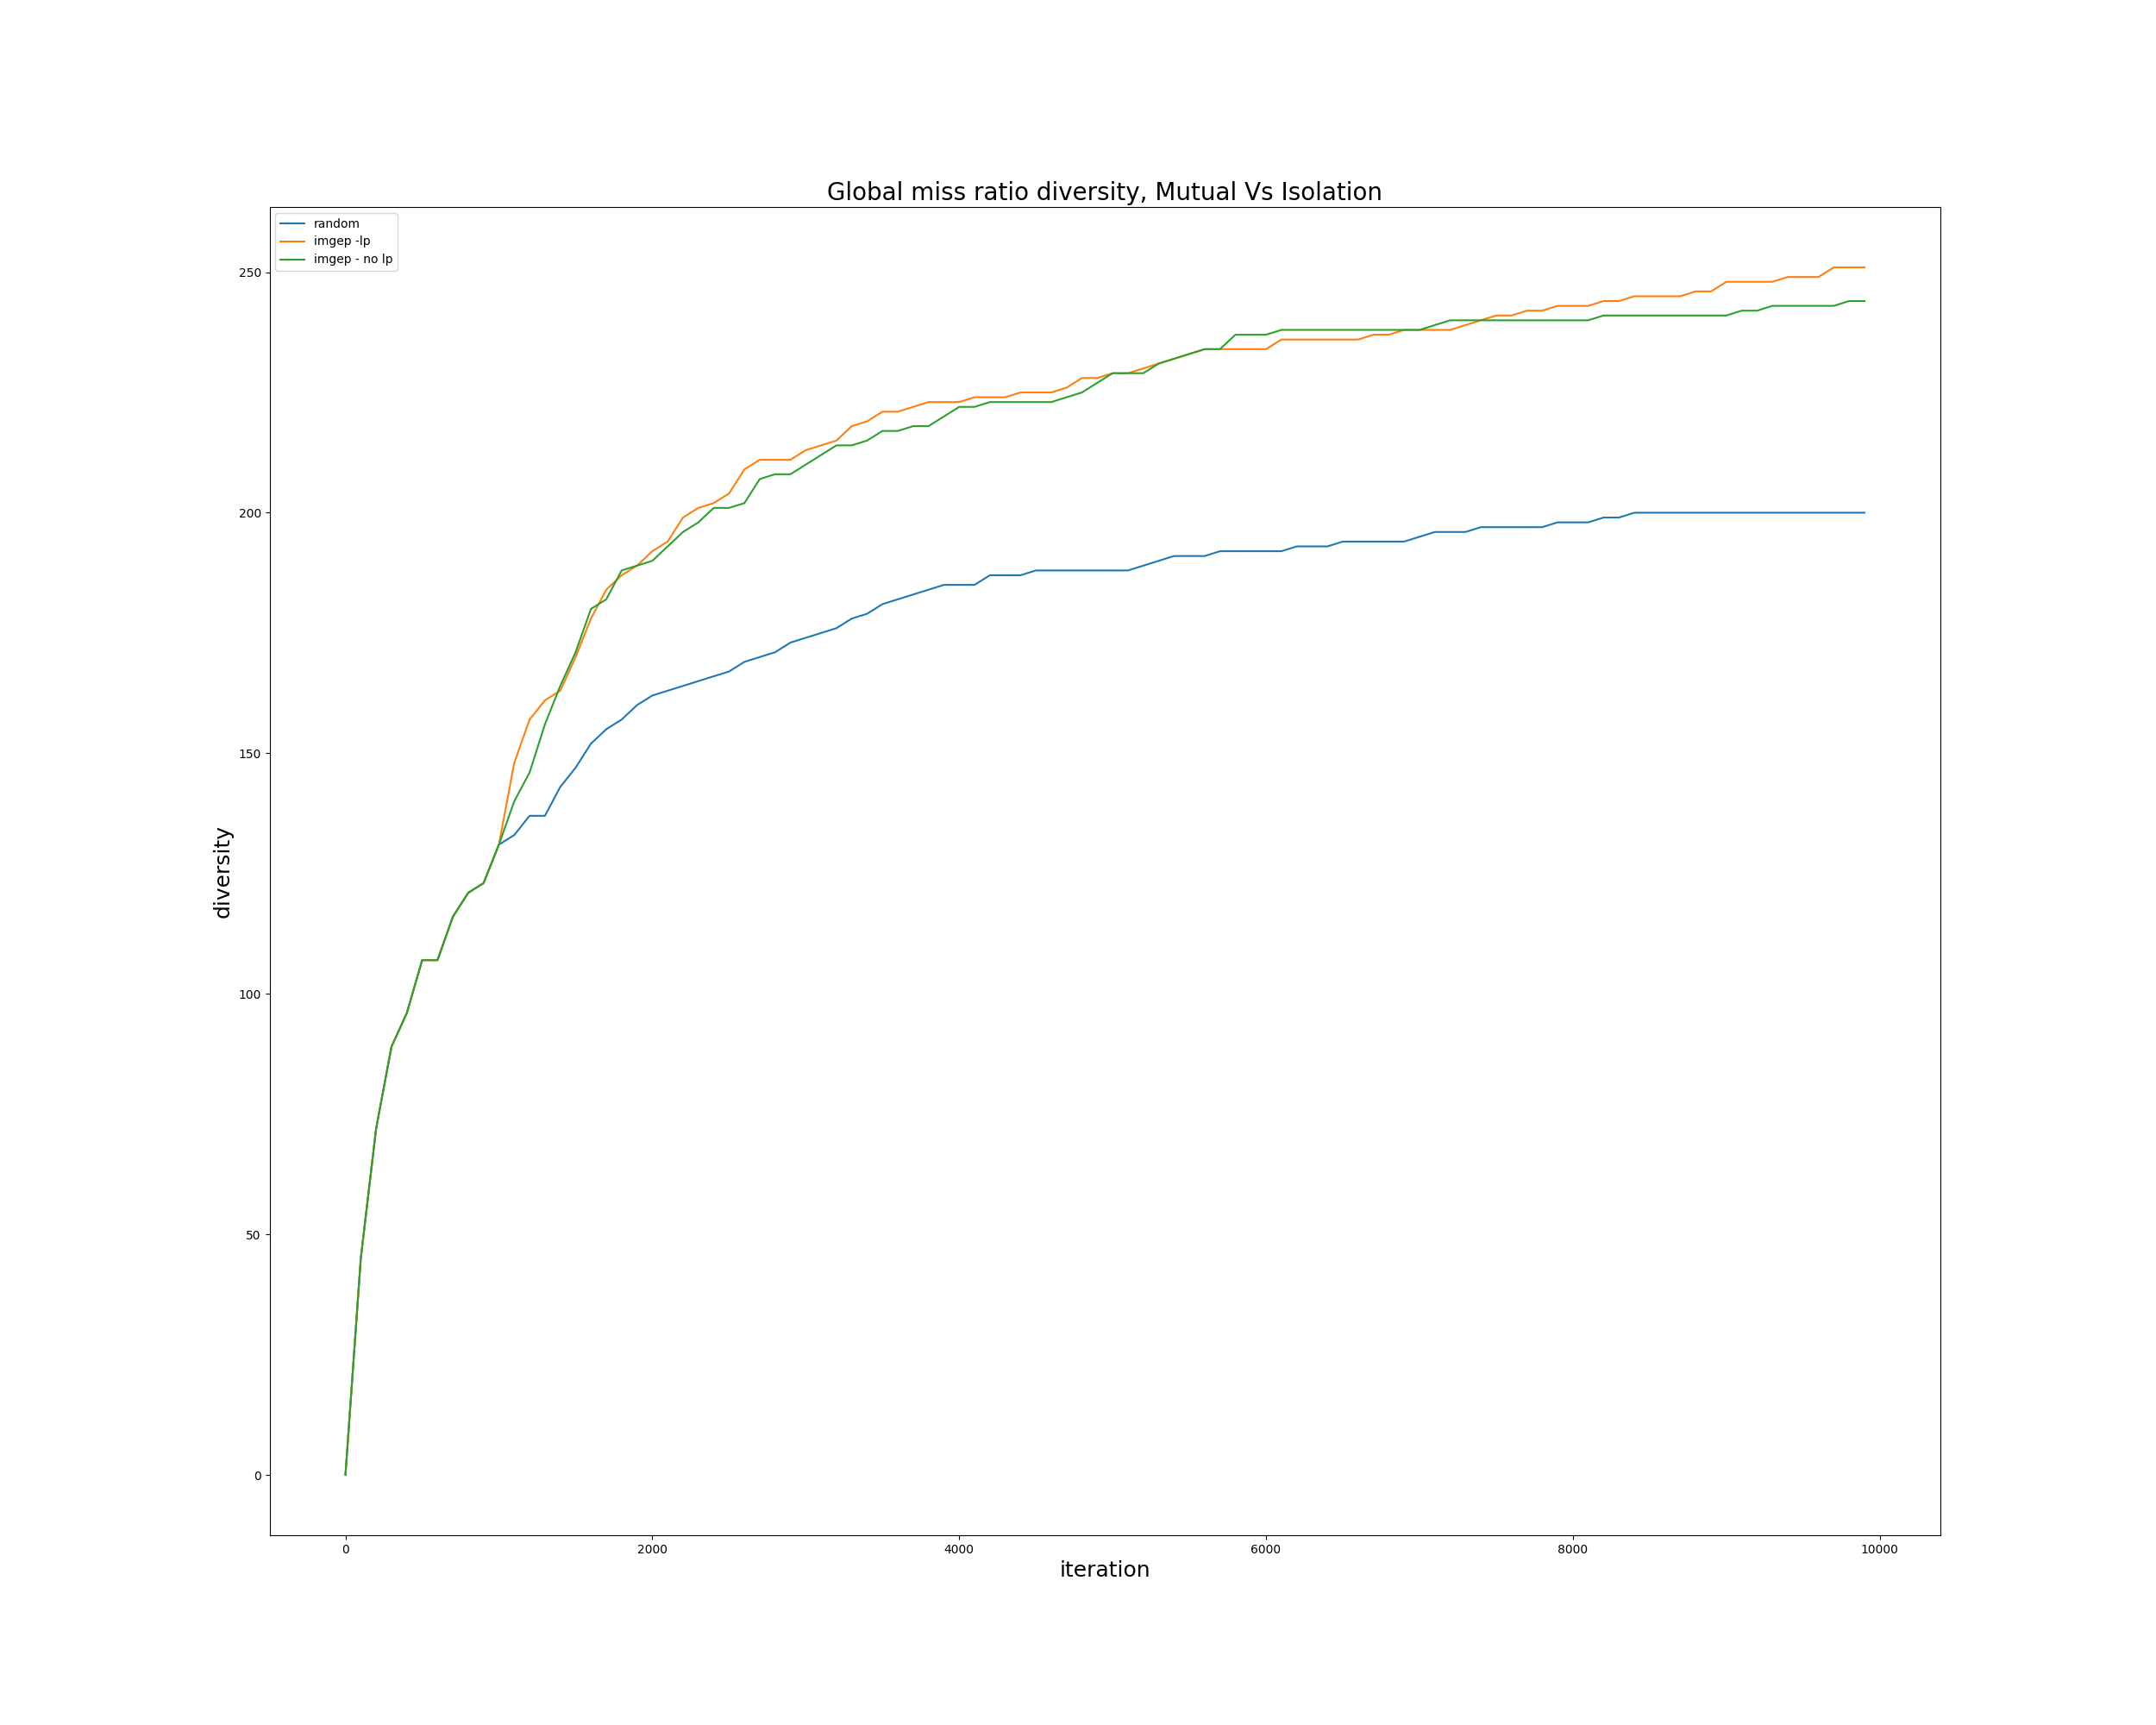 Global miss ratio diversity, Mutual Vs Isolation
random
imgep -lp
imgep - no lp
250
200
150
100
50
0
diversity
0 2000 4000 6000 8000 10000
iteration